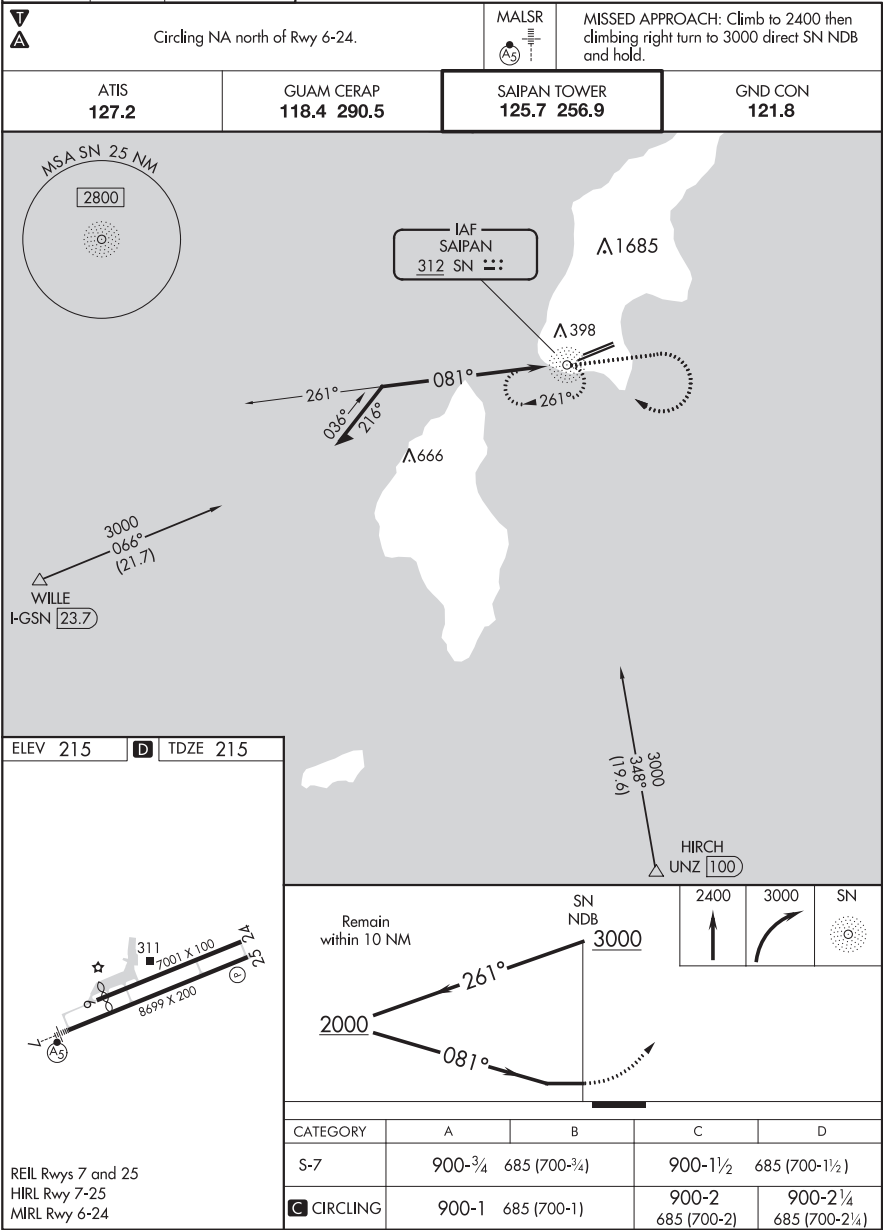 T
A
Circling NA north of Rwy 6-24.
MALSR
A5
MISSED APPROACH: Climb to 2400 then
climbing right turn to 3000 direct SN NDB
and hold.
ATIS
127.2
GUAM CERAP
118.4 290.5
SAIPAN TOWER
125.7 256.9
GND CON
121.8
MSA SN 25 NM
2800
IAF
SAIPAN
312 SN
1685
398
261°
081°
261°
036°
216°
666
3000
066°
(21.7)
WILLE
I-GSN 23.7
3000
348°
(19.6)
HIRCH
UNZ 100
ELEV 215 D TDZE 215
311
7001 X 100
8699 X 200
6
24
25
7
P
A5
REIL Rwys 7 and 25
HIRL Rwy 7-25
MIRL Rwy 6-24
Remain
within 10 NM
SN
NDB
3000
261°
2000
081°
2400
3000
SN
CATEGORY A B C D
S-7 900-¾ 685 (700-¾) 900-1½ 685 (700-1½)
C CIRCLING 900-1 685 (700-1) 900-2 685 (700-2) 900-2¼ 685 (700-2¼)